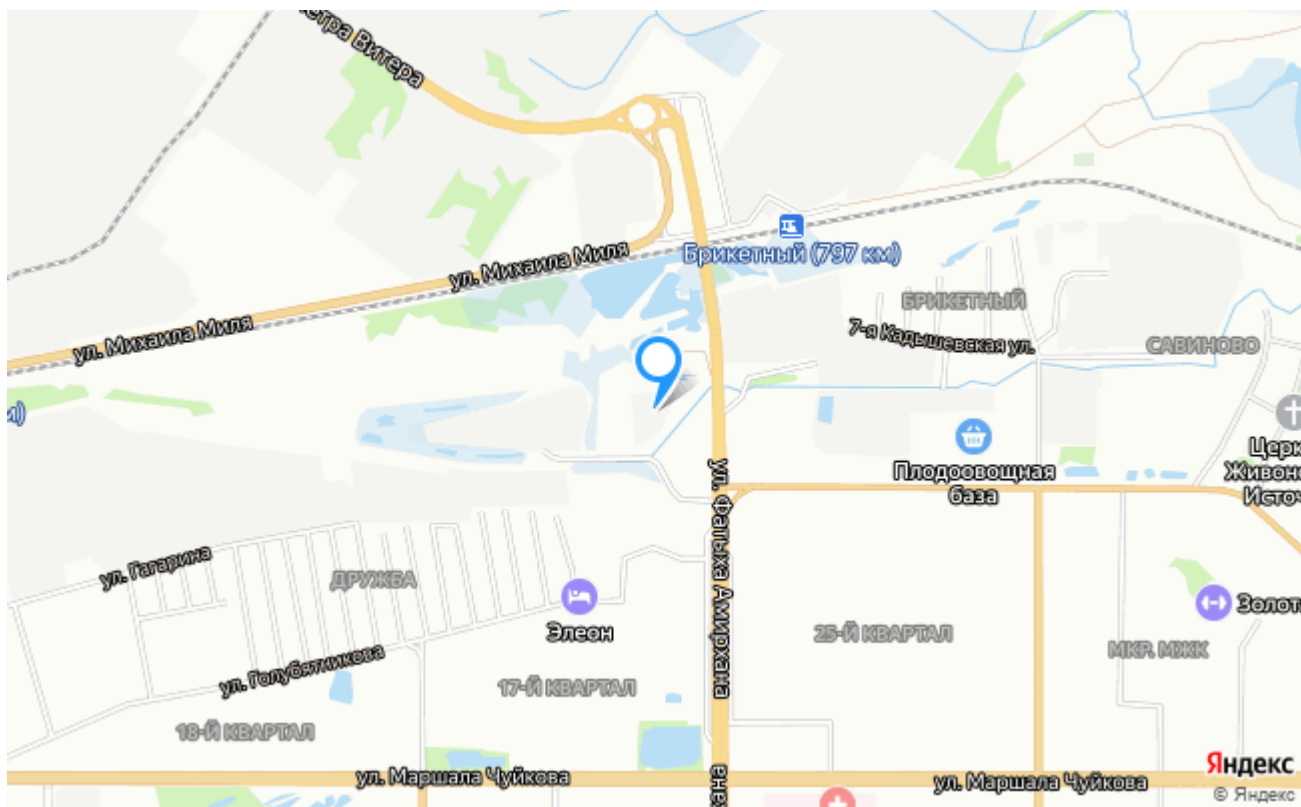 етра Витера
ул. Михаила Миля
Брикетный (797 км)
БРИКЕТНЫЙ
ул. Михаила Миля
7-я Кадышевская ул.
САВИНОВО
Плодоовощная
база
Церк
Живоно
Источ
ул. Фатыха Амирхана
ул. Гагарина
ДРУЖБА
Элеон
25-Й КВАРТАЛ
Золот
МКР. МЖК
ул. Голубятникова
17-Й КВАРТАЛ
18-Й КВАРТАЛ
ул. Маршала Чуйкова
ул. Маршала Чуйкова
Яндекс
© Яндекс